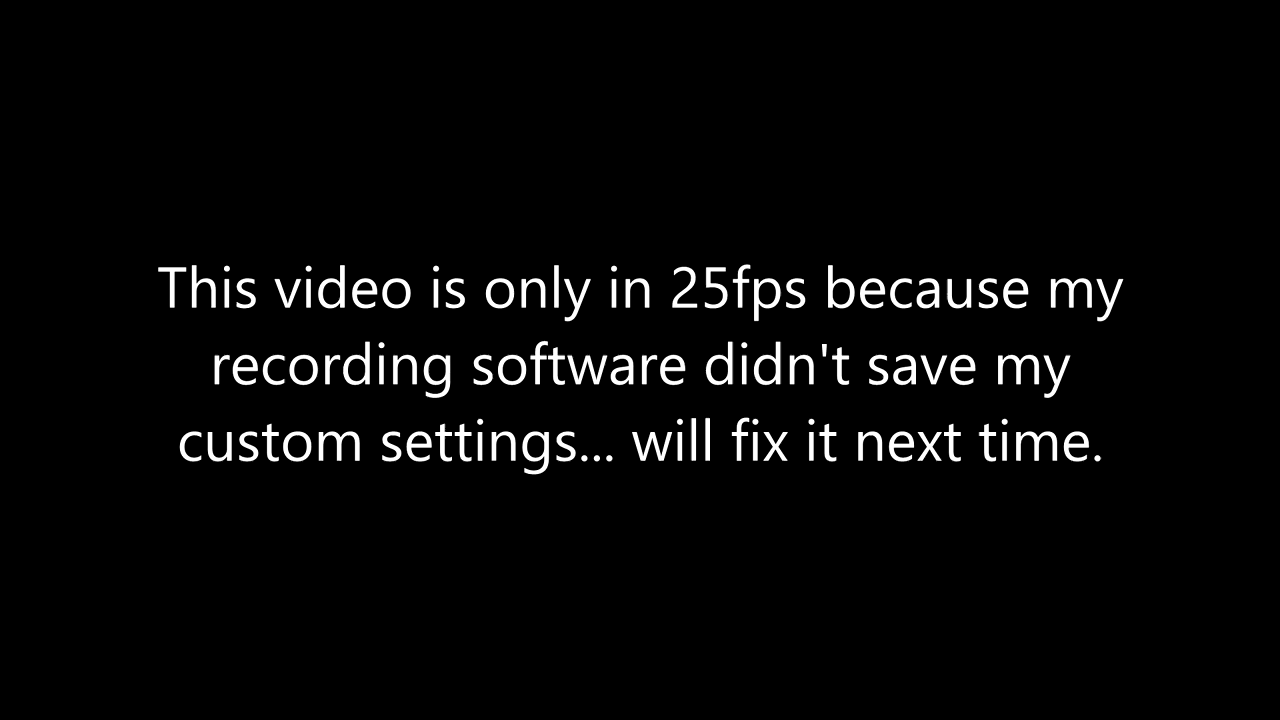 This video is only in 25fps because my
recording software didn't save my
custom settings... will fix it next time.